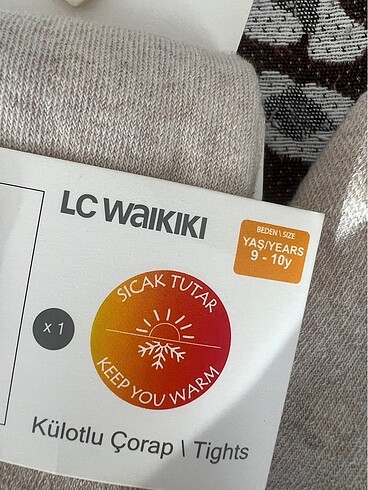 LC WAIKIKI
BEDEN \ SIZE
YAŞ/YEARS
9 - 10y
SICAK TUTAR
x 1
KEEP YOU WARM
Külotlu Çorap \ Tights